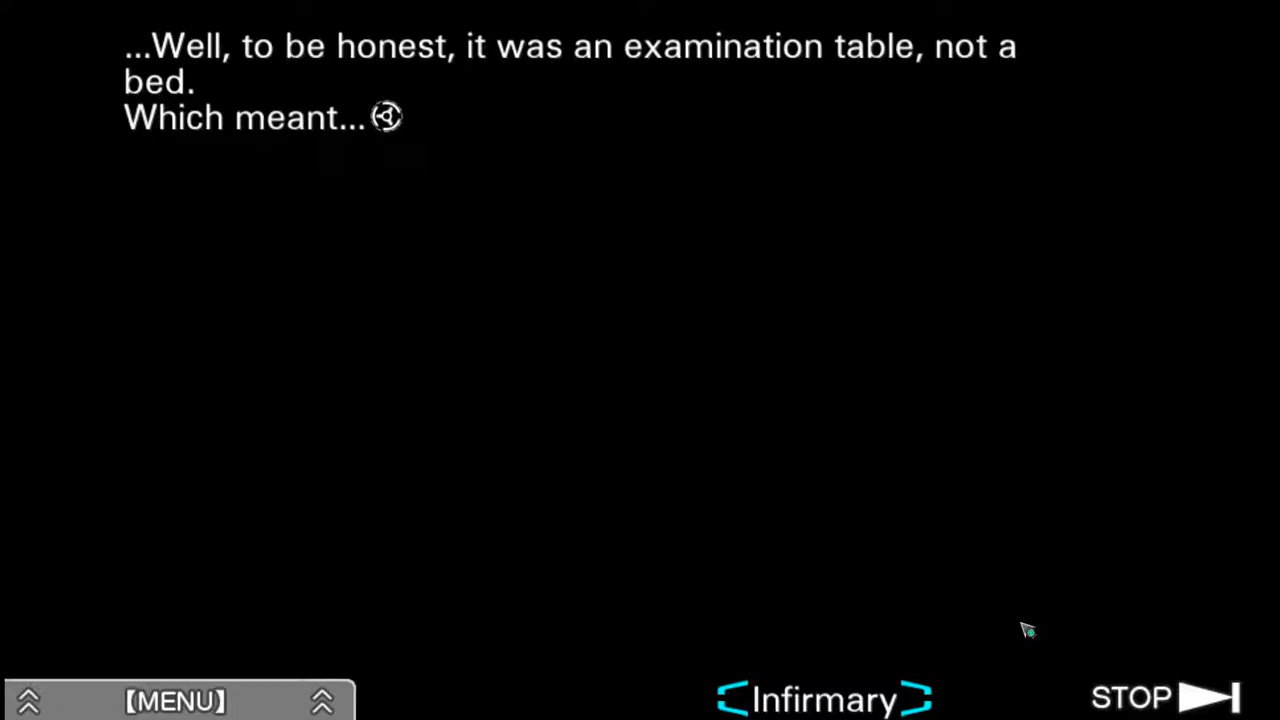 ...Well, to be honest, it was an examination table, not a
bed.
Which meant...
【MENU】
Infirmary
STOP